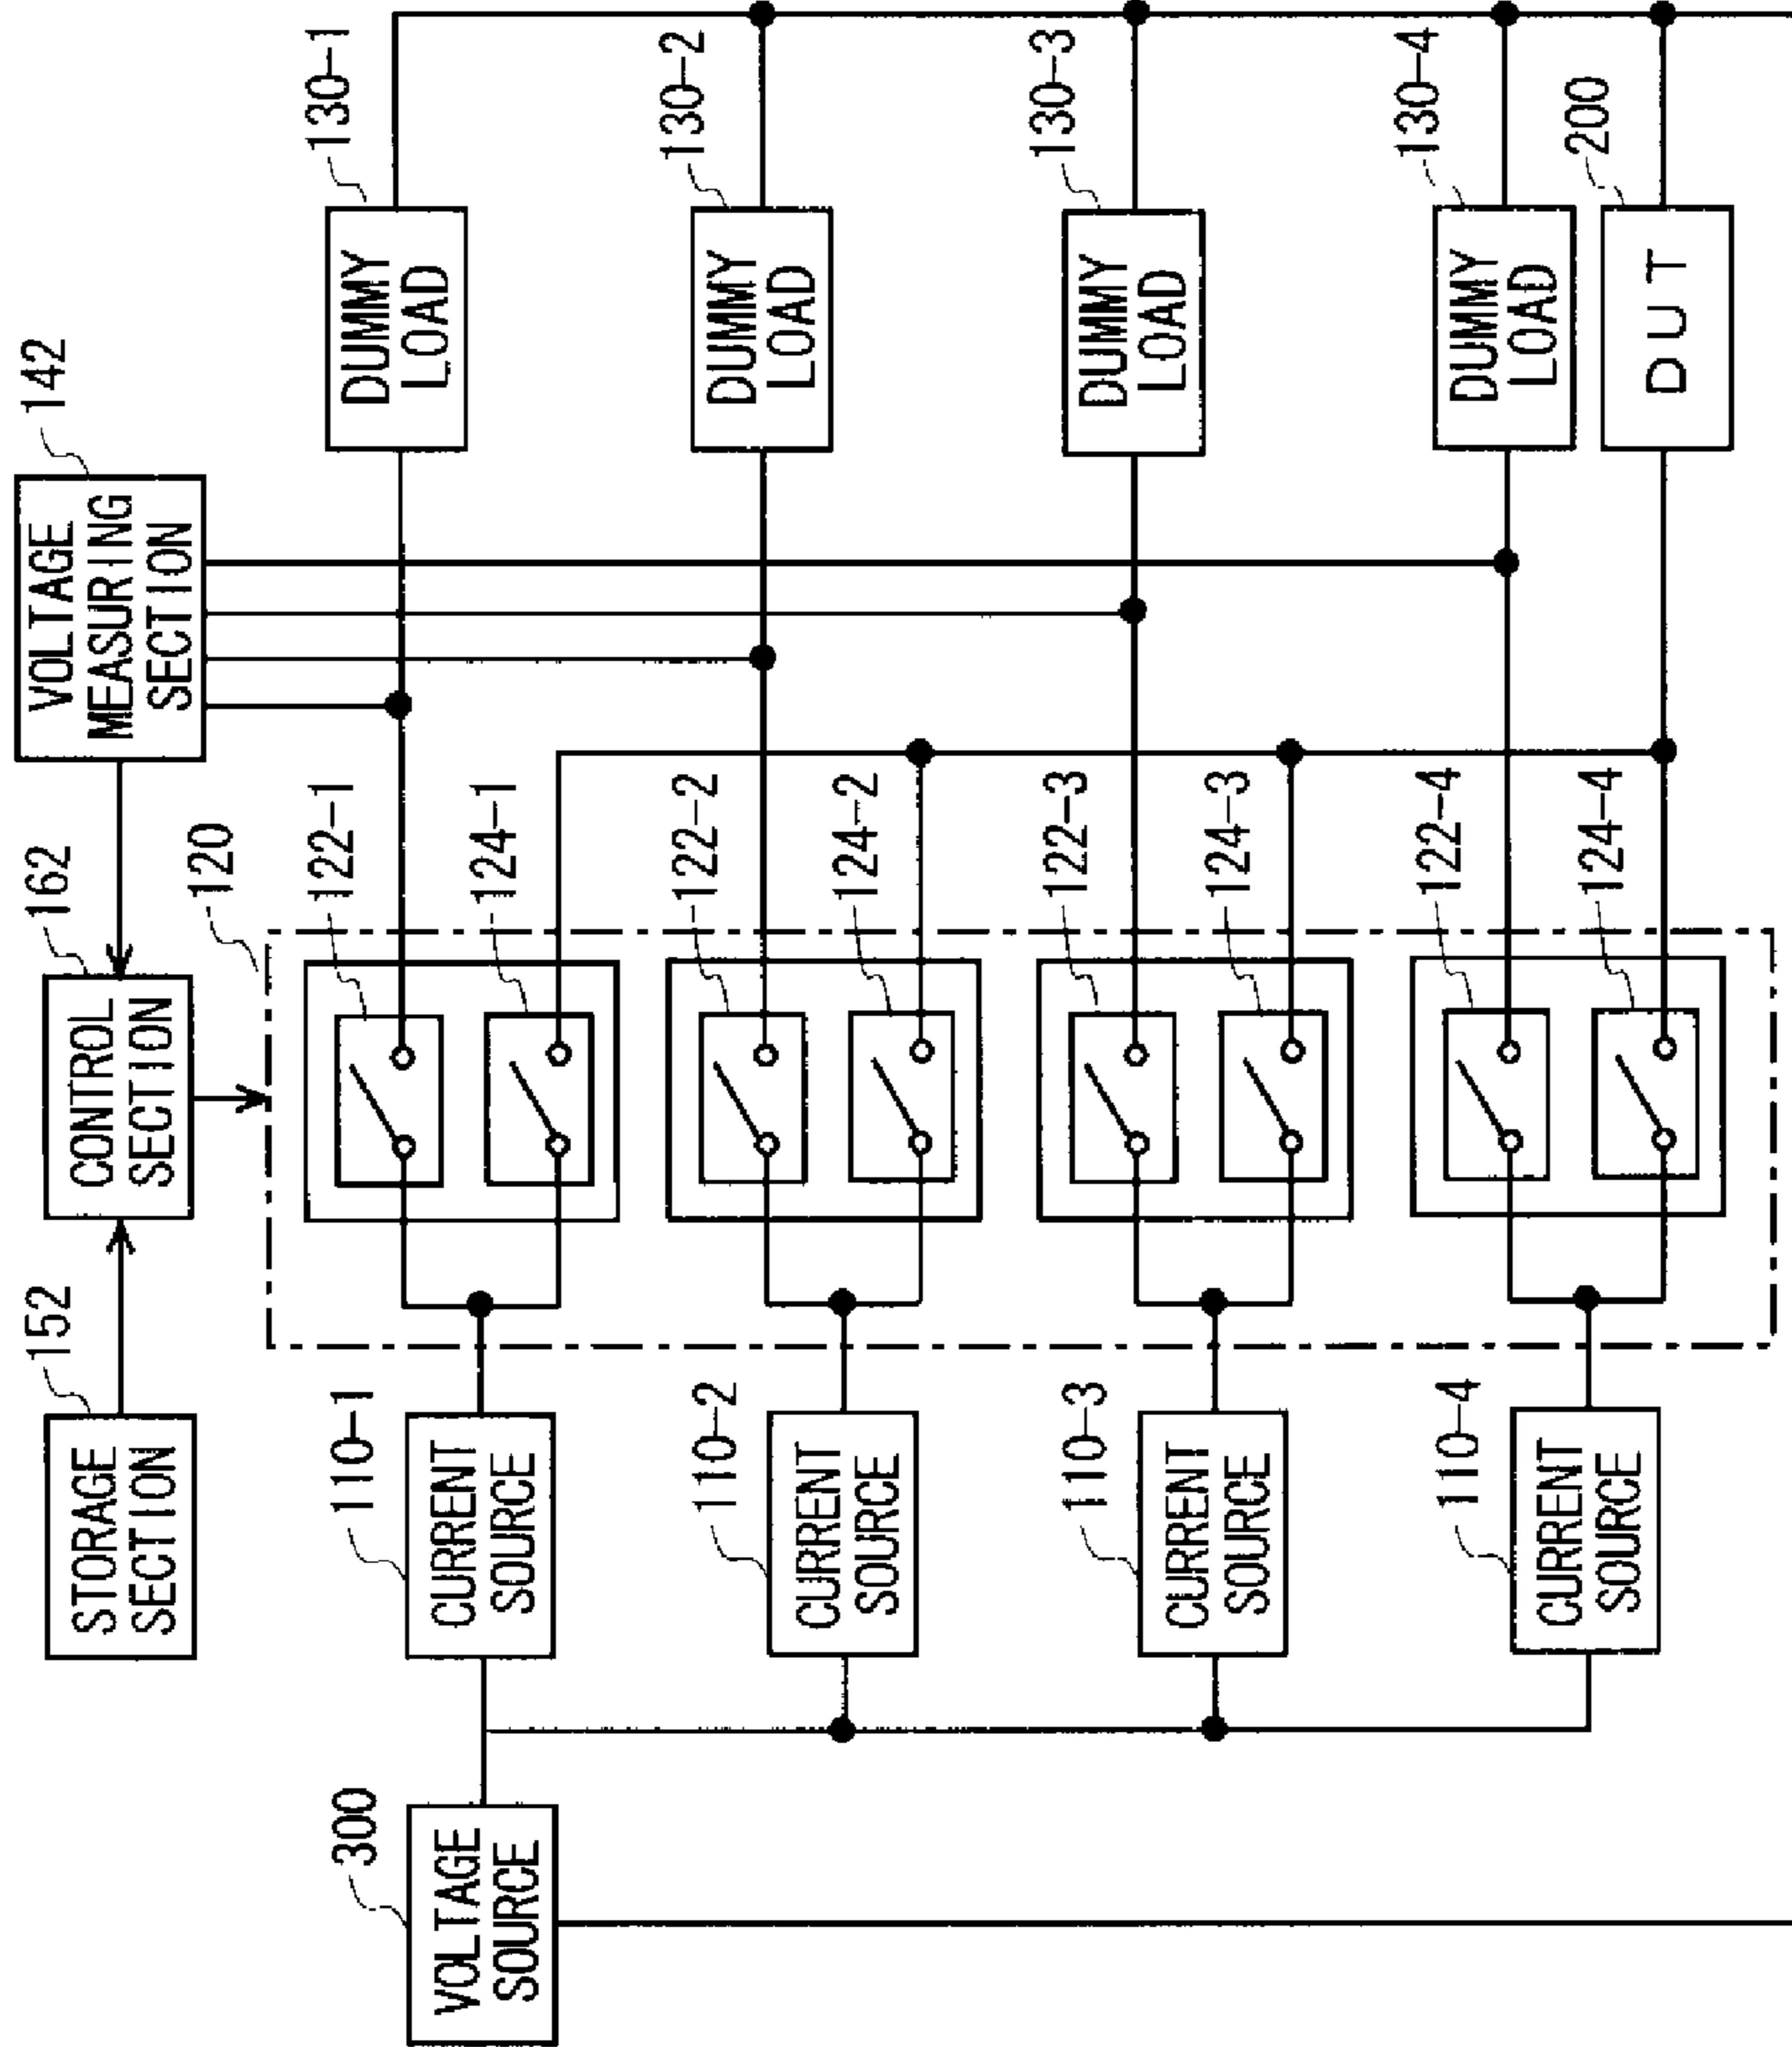 STORAGE
SECTION
152
CONTROL
SECTION
162
VOLTAGE
MEASURING
SECTION
142
120
VOLTAGE
SOURCE
300
CURRENT
SOURCE
110-1
122-1
124-1
DUMMY
LOAD
130-1
CURRENT
SOURCE
110-2
122-2
124-2
DUMMY
LOAD
130-2
CURRENT
SOURCE
110-3
122-3
124-3
DUMMY
LOAD
130-3
CURRENT
SOURCE
110-4
122-4
124-4
DUMMY
LOAD
130-4
DUT
200